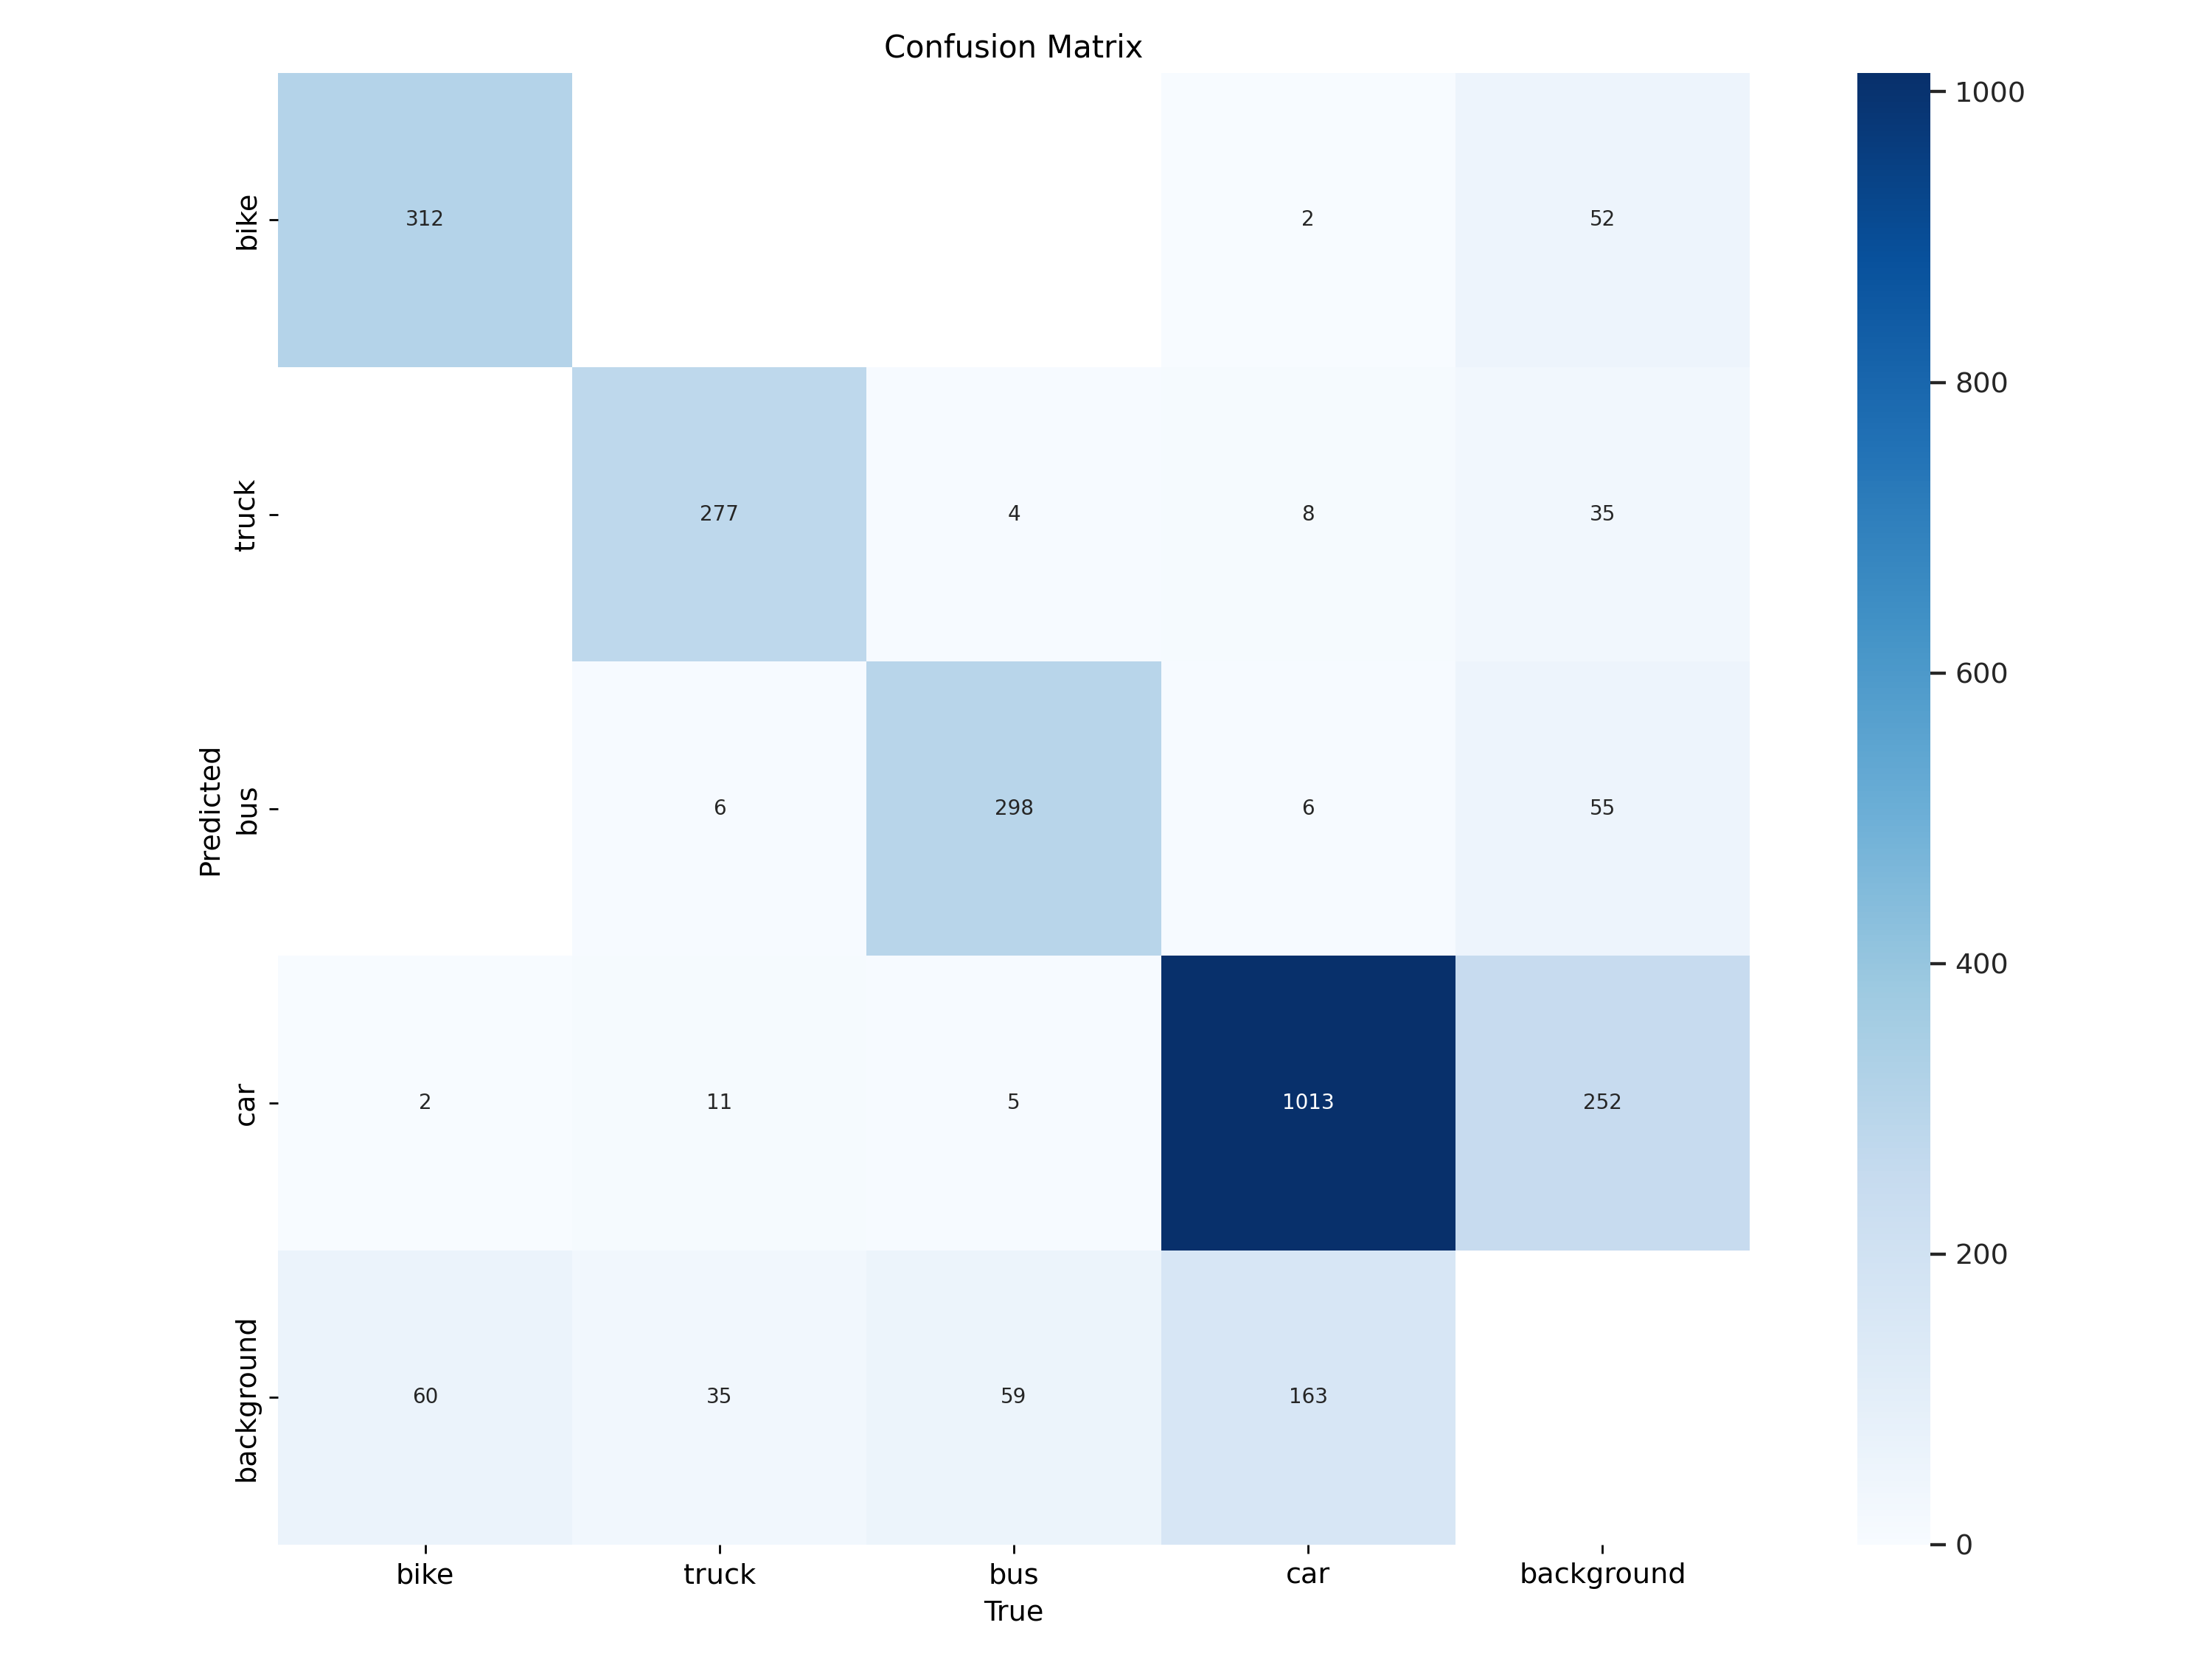 Confusion Matrix
bike 312 2 52
truck 277 4 8 35
bus 6 298 6 55
car 2 11 5 1013 252
background 60 35 59 163
Predicted
bike truck bus car background
True
1000
800
600
400
200
0